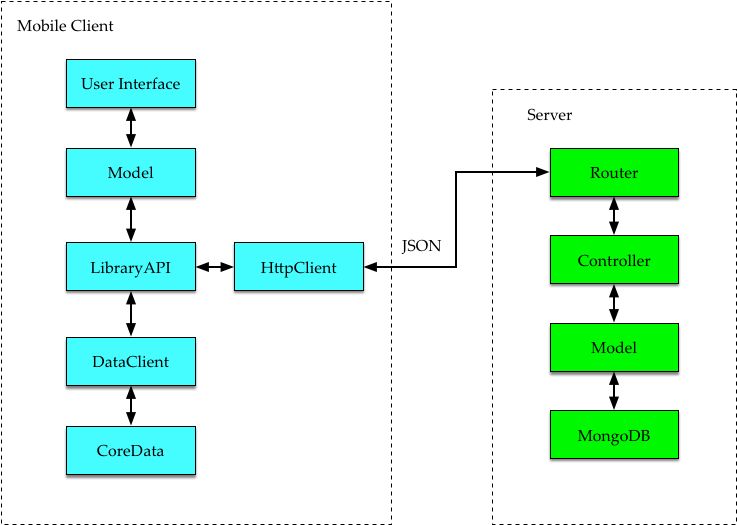 Mobile Client
User Interface
Model
LibraryAPI
HttpClient
DataClient
CoreData
JSON
Server
Router
Controller
Model
MongoDB